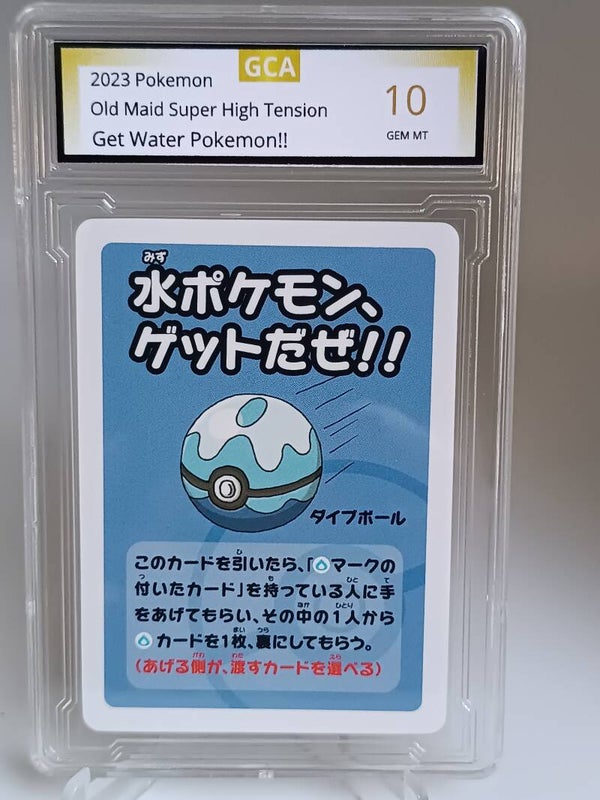 GCA
2023 Pokemon
Old Maid Super High Tension
Get Water Pokemon!!
10
GEM MT
みず
水ポケモン、
ゲットだぜ!!
ダイブボール
このカードを引いたら、「マークの
付いたカード」を持っている人に手
をあげてもらい、その中の1人から
カードを1枚、裏にしてもらう。
(あげる側が、渡すカードを選べる)